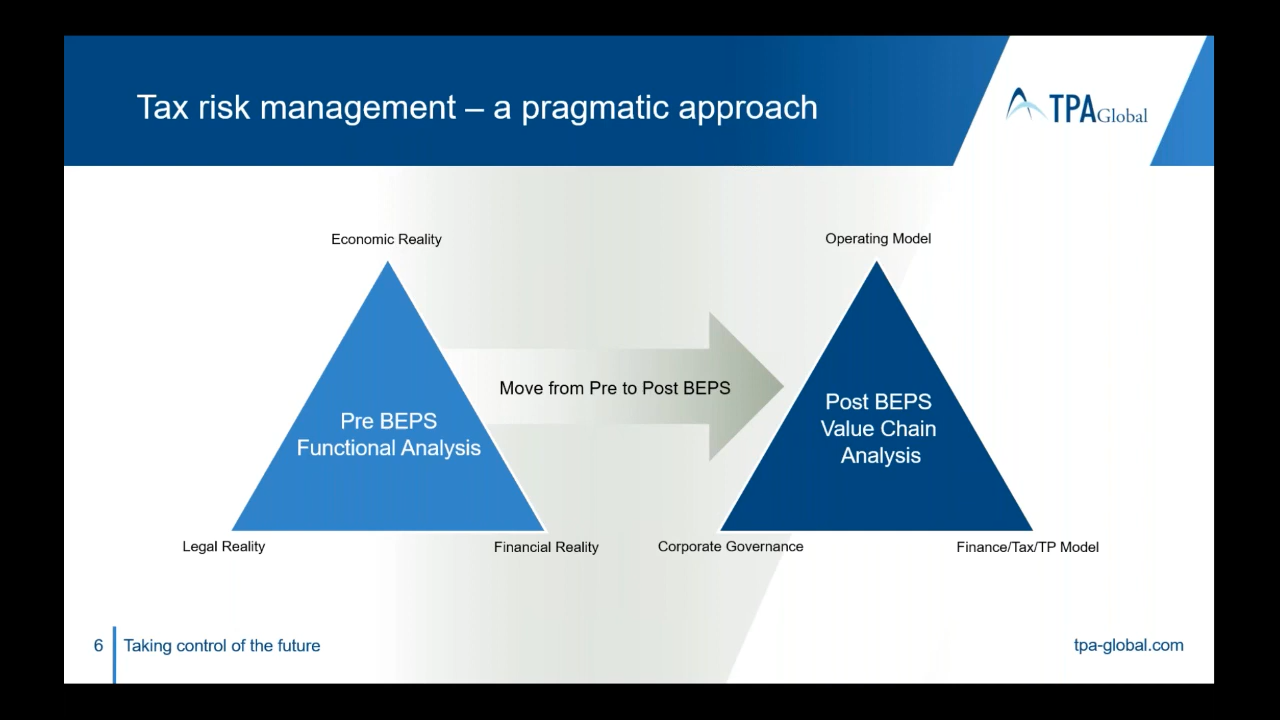 Tax risk management – a pragmatic approach
TPAGlobal
Economic Reality
Operating Model
Move from Pre to Post BEPS
Pre BEPS
Functional Analysis
Post BEPS
Value Chain
Analysis
Legal Reality
Financial Reality
Corporate Governance
Finance/Tax/TP Model
6
Taking control of the future
tpa-global.com